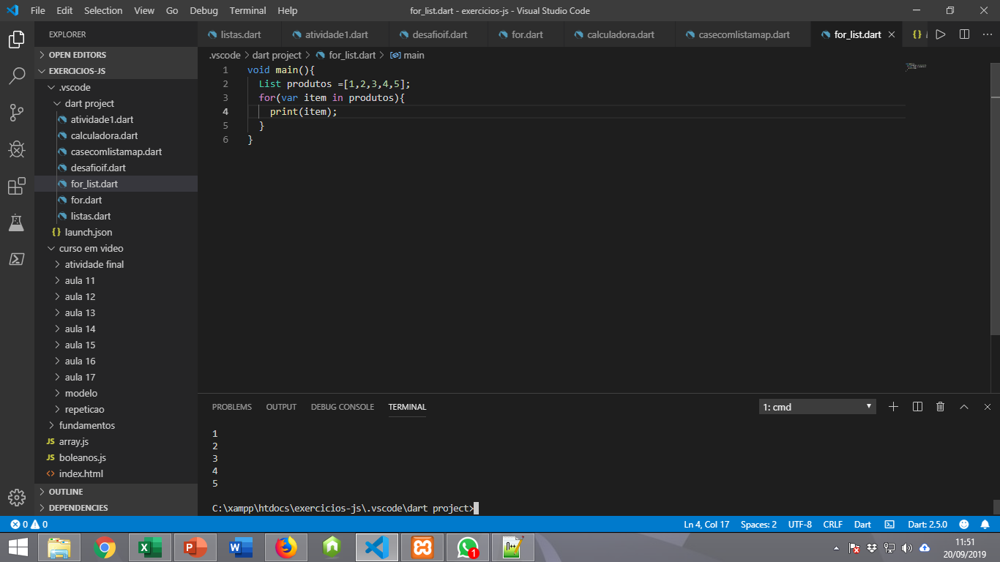 File Edit Selection View Go Debug Terminal Help
for_list.dart - exercicios-js - Visual Studio Code
EXPLORER
OPEN EDITORS
EXERCICIOS-JS
.vscode
dart project
atividade1.dart
calculadora.dart
casecomlistamap.dart
desafioif.dart
for_list.dart
for.dart
listas.dart
{} launch.json
curso em video
atividade final
aula 11
aula 12
aula 13
aula 14
aula 15
aula 16
aula 17
modelo
repeticao
fundamentos
JS array.js
JS boleanos.js
<> index.html
OUTLINE
DEPENDENCIES
listas.dart atividade1.dart desafioif.dart for.dart calculadora.dart casecomlistamap.dart for_list.dart {}
.vscode > dart project > for_list.dart > main
1 void main(){
2 List produtos =[1,2,3,4,5];
3 for(var item in produtos){
4 print(item);
5 }
6 }
PROBLEMS OUTPUT DEBUG CONSOLE TERMINAL 1: cmd
1
2
3
4
5
C:\xampp\htdocs\exercicios-js\.vscode\dart project>
0 0 Ln 4, Col 17 Spaces: 2 UTF-8 CRLF Dart Dart: 2.5.0
1
11:51
20/09/2019